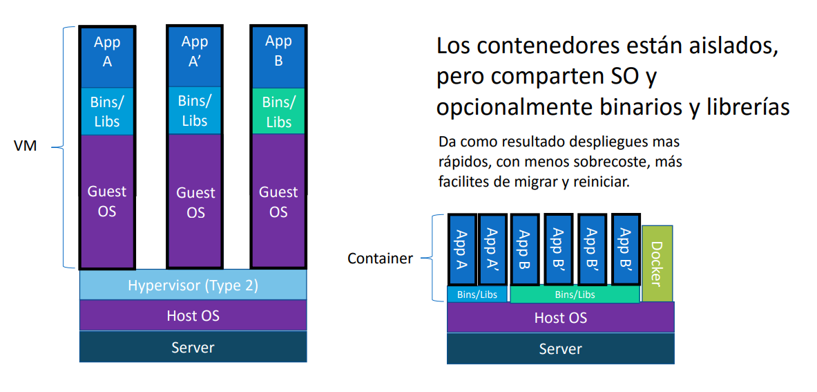 App
A
App
A’
App
B
Bins/
Libs
Bins/
Libs
Bins/
Libs
VM
Guest
OS
Guest
OS
Guest
OS
Hypervisor (Type 2)
Host OS
Server
Los contenedores están aislados,
pero comparten SO y
opcionalmente binarios y librerías
Da como resultado despliegues mas
rápidos, con menos sobrecoste, más
facilites de migrar y reiniciar.
Container
App A
App A’
App B
App B’
App B’
App B’
Docker
Bins/Libs
Bins/Libs
Host OS
Server